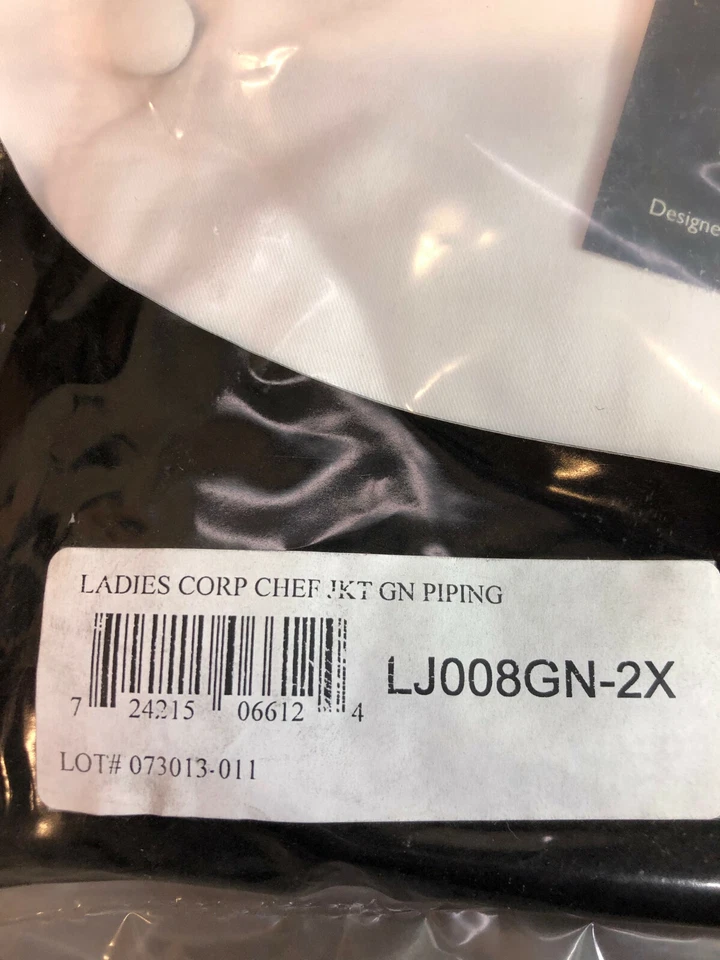 Designe
LADIES CORP CHEF JKT GN PIPING
LJ008GN-2X
7 24215 06612 4
LOT# 073013-011